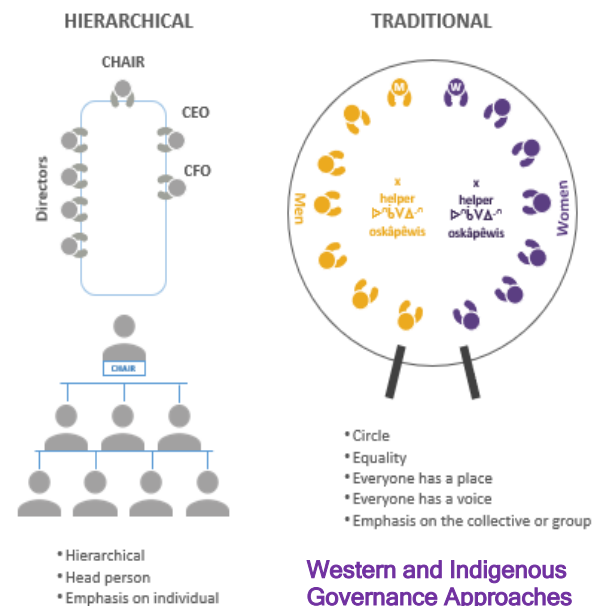 HIERARCHICAL
CHAIR
CEO
CFO
Directors
CHAIR
• Hierarchical
• Head person
• Emphasis on individual
TRADITIONAL
M
W
Men
x
helper
ᐅᐢᑳᐯᐏᐢ
oskâpêwis
x
helper
ᐅᐢᑳᐯᐏᐢ
oskâpêwis
Women
• Circle
• Equality
• Everyone has a place
• Everyone has a voice
• Emphasis on the collective or group
Western and Indigenous
Governance Approaches